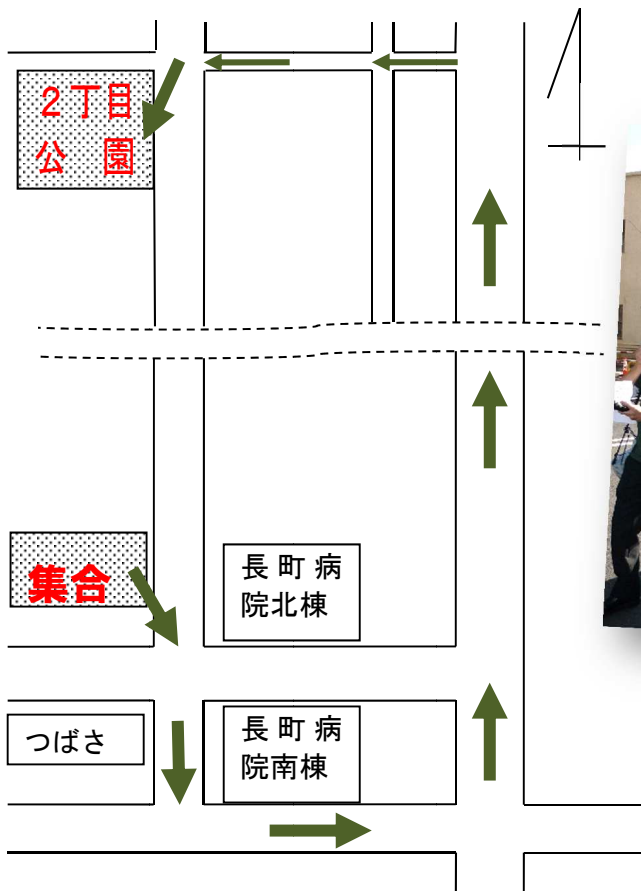 ２丁目
公　園
集合
長 町 病
院北棟
つばさ
長 町 病
院南棟